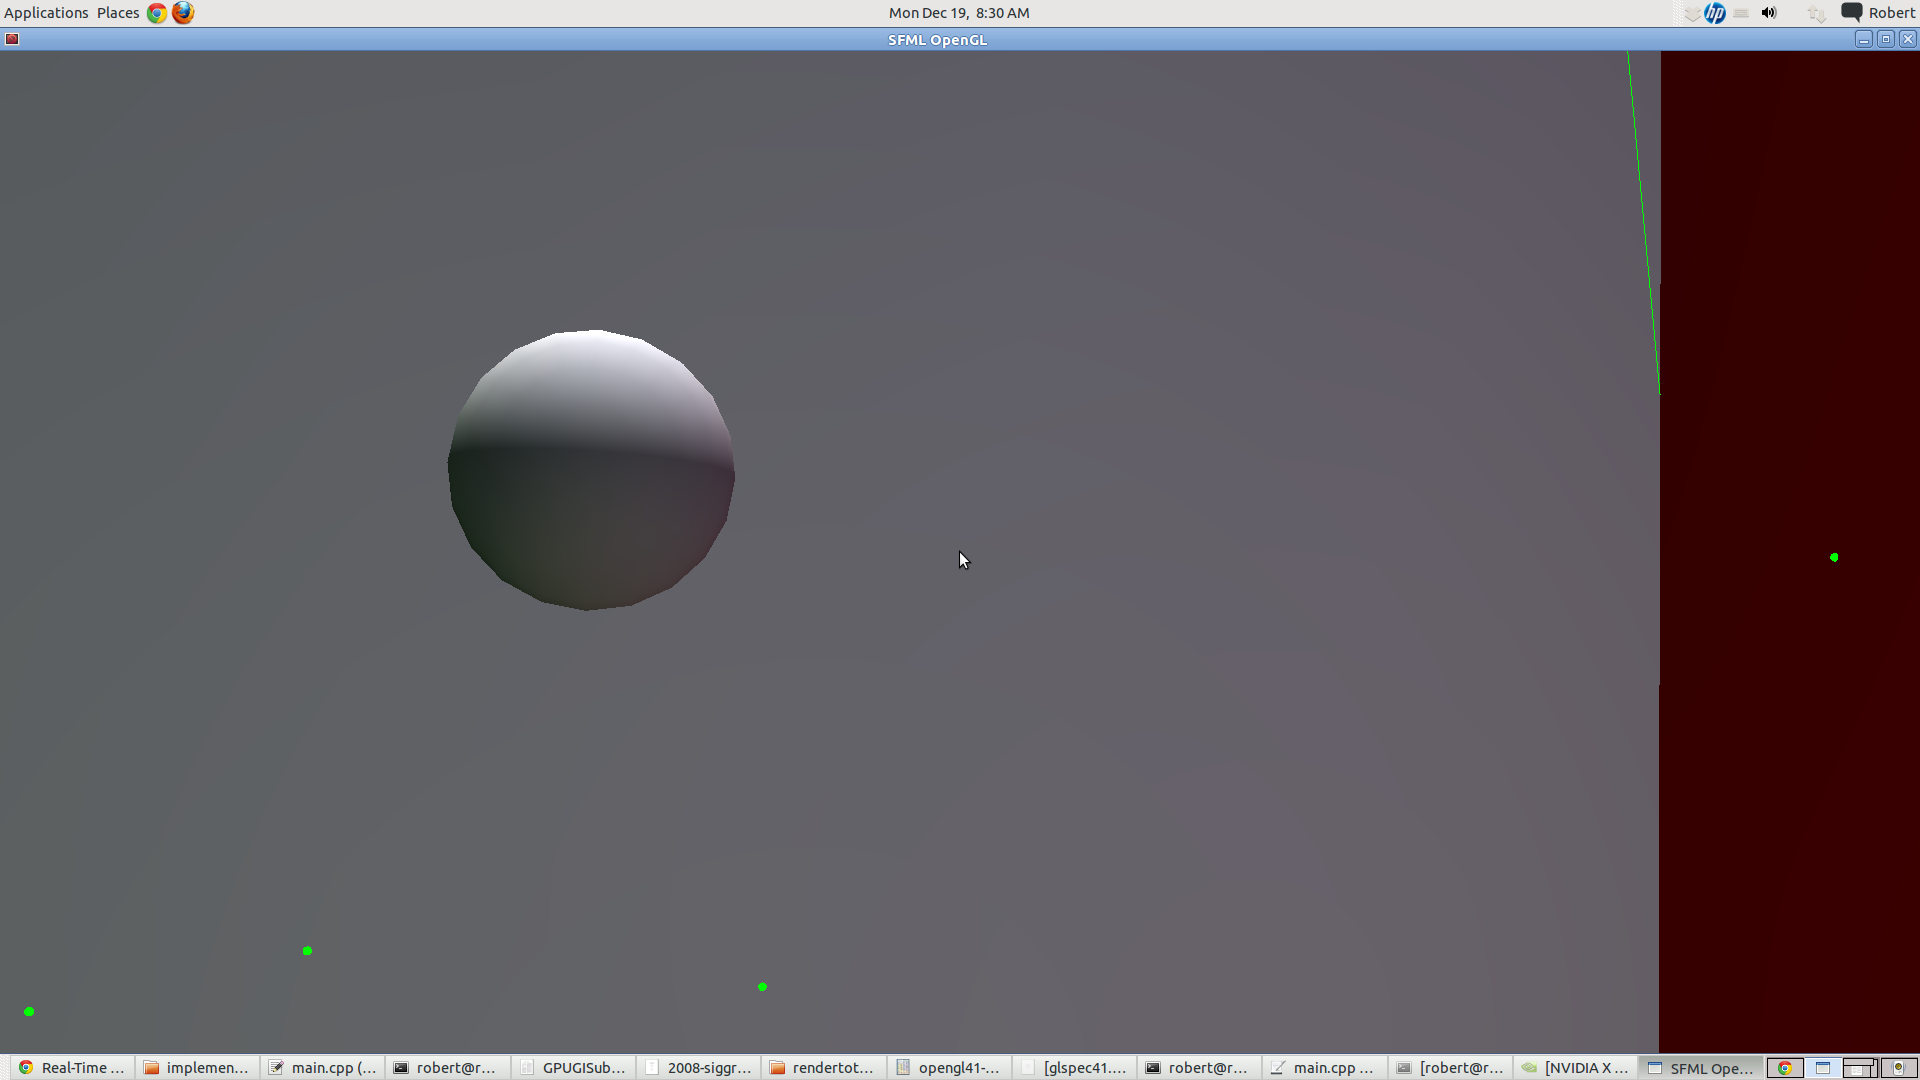 Applications Places Mon Dec 19, 8:30 AM hp Robert
SFML OpenGL
Real-Time ... implemen... main.cpp (... robert@r... GPUGISub... 2008-siggr... rendertot... opengl41-... [glspec41.... robert@r... main.cpp ... [robert@r... [NVIDIA X ... SFML Ope...